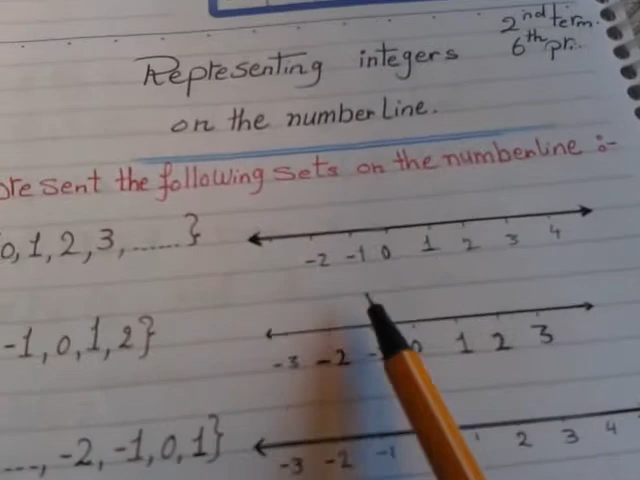 2nd term.
6th pr..
Representing integers
on the number Line.
present the following sets on the numberline :-
0, 1, 2, 3, ......}
-2 -1 0 1 2 3 4
-1, 0, 1, 2}
-3 -2 0 1 2 3
...., -2, -1, 0, 1}
-3 -2 -1 1 2 3 4